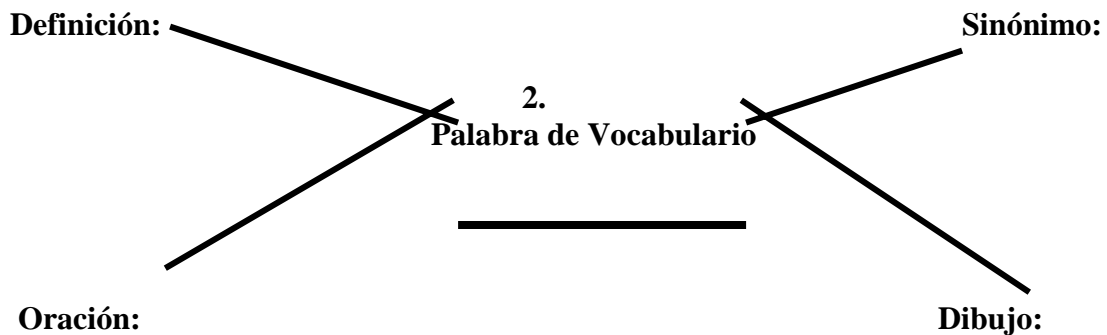 Definición:
Sinónimo:
2.
Palabra de Vocabulario
Oración:
Dibujo: